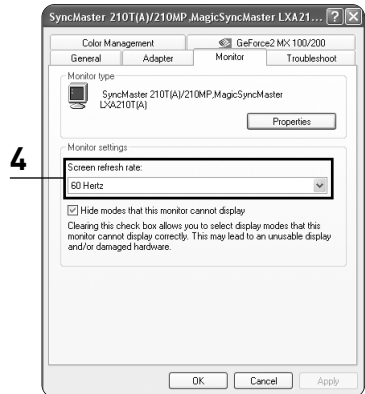 SyncMaster 210T(A)/210MP,MagicSyncMaster LXA21...
Color Management
GeForce2 MX 100/200
General
Adapter
Monitor
Troubleshoot
Monitor type
SyncMaster 210T(A)/210MP,MagicSyncMaster
LXA210T(A)
Properties
Monitor settings
4
Screen refresh rate:
60 Hertz
Hide modes that this monitor cannot display
Clearing this check box allows you to select display modes that this
monitor cannot display correctly. This may lead to an unusable display
and/or damaged hardware.
OK
Cancel
Apply